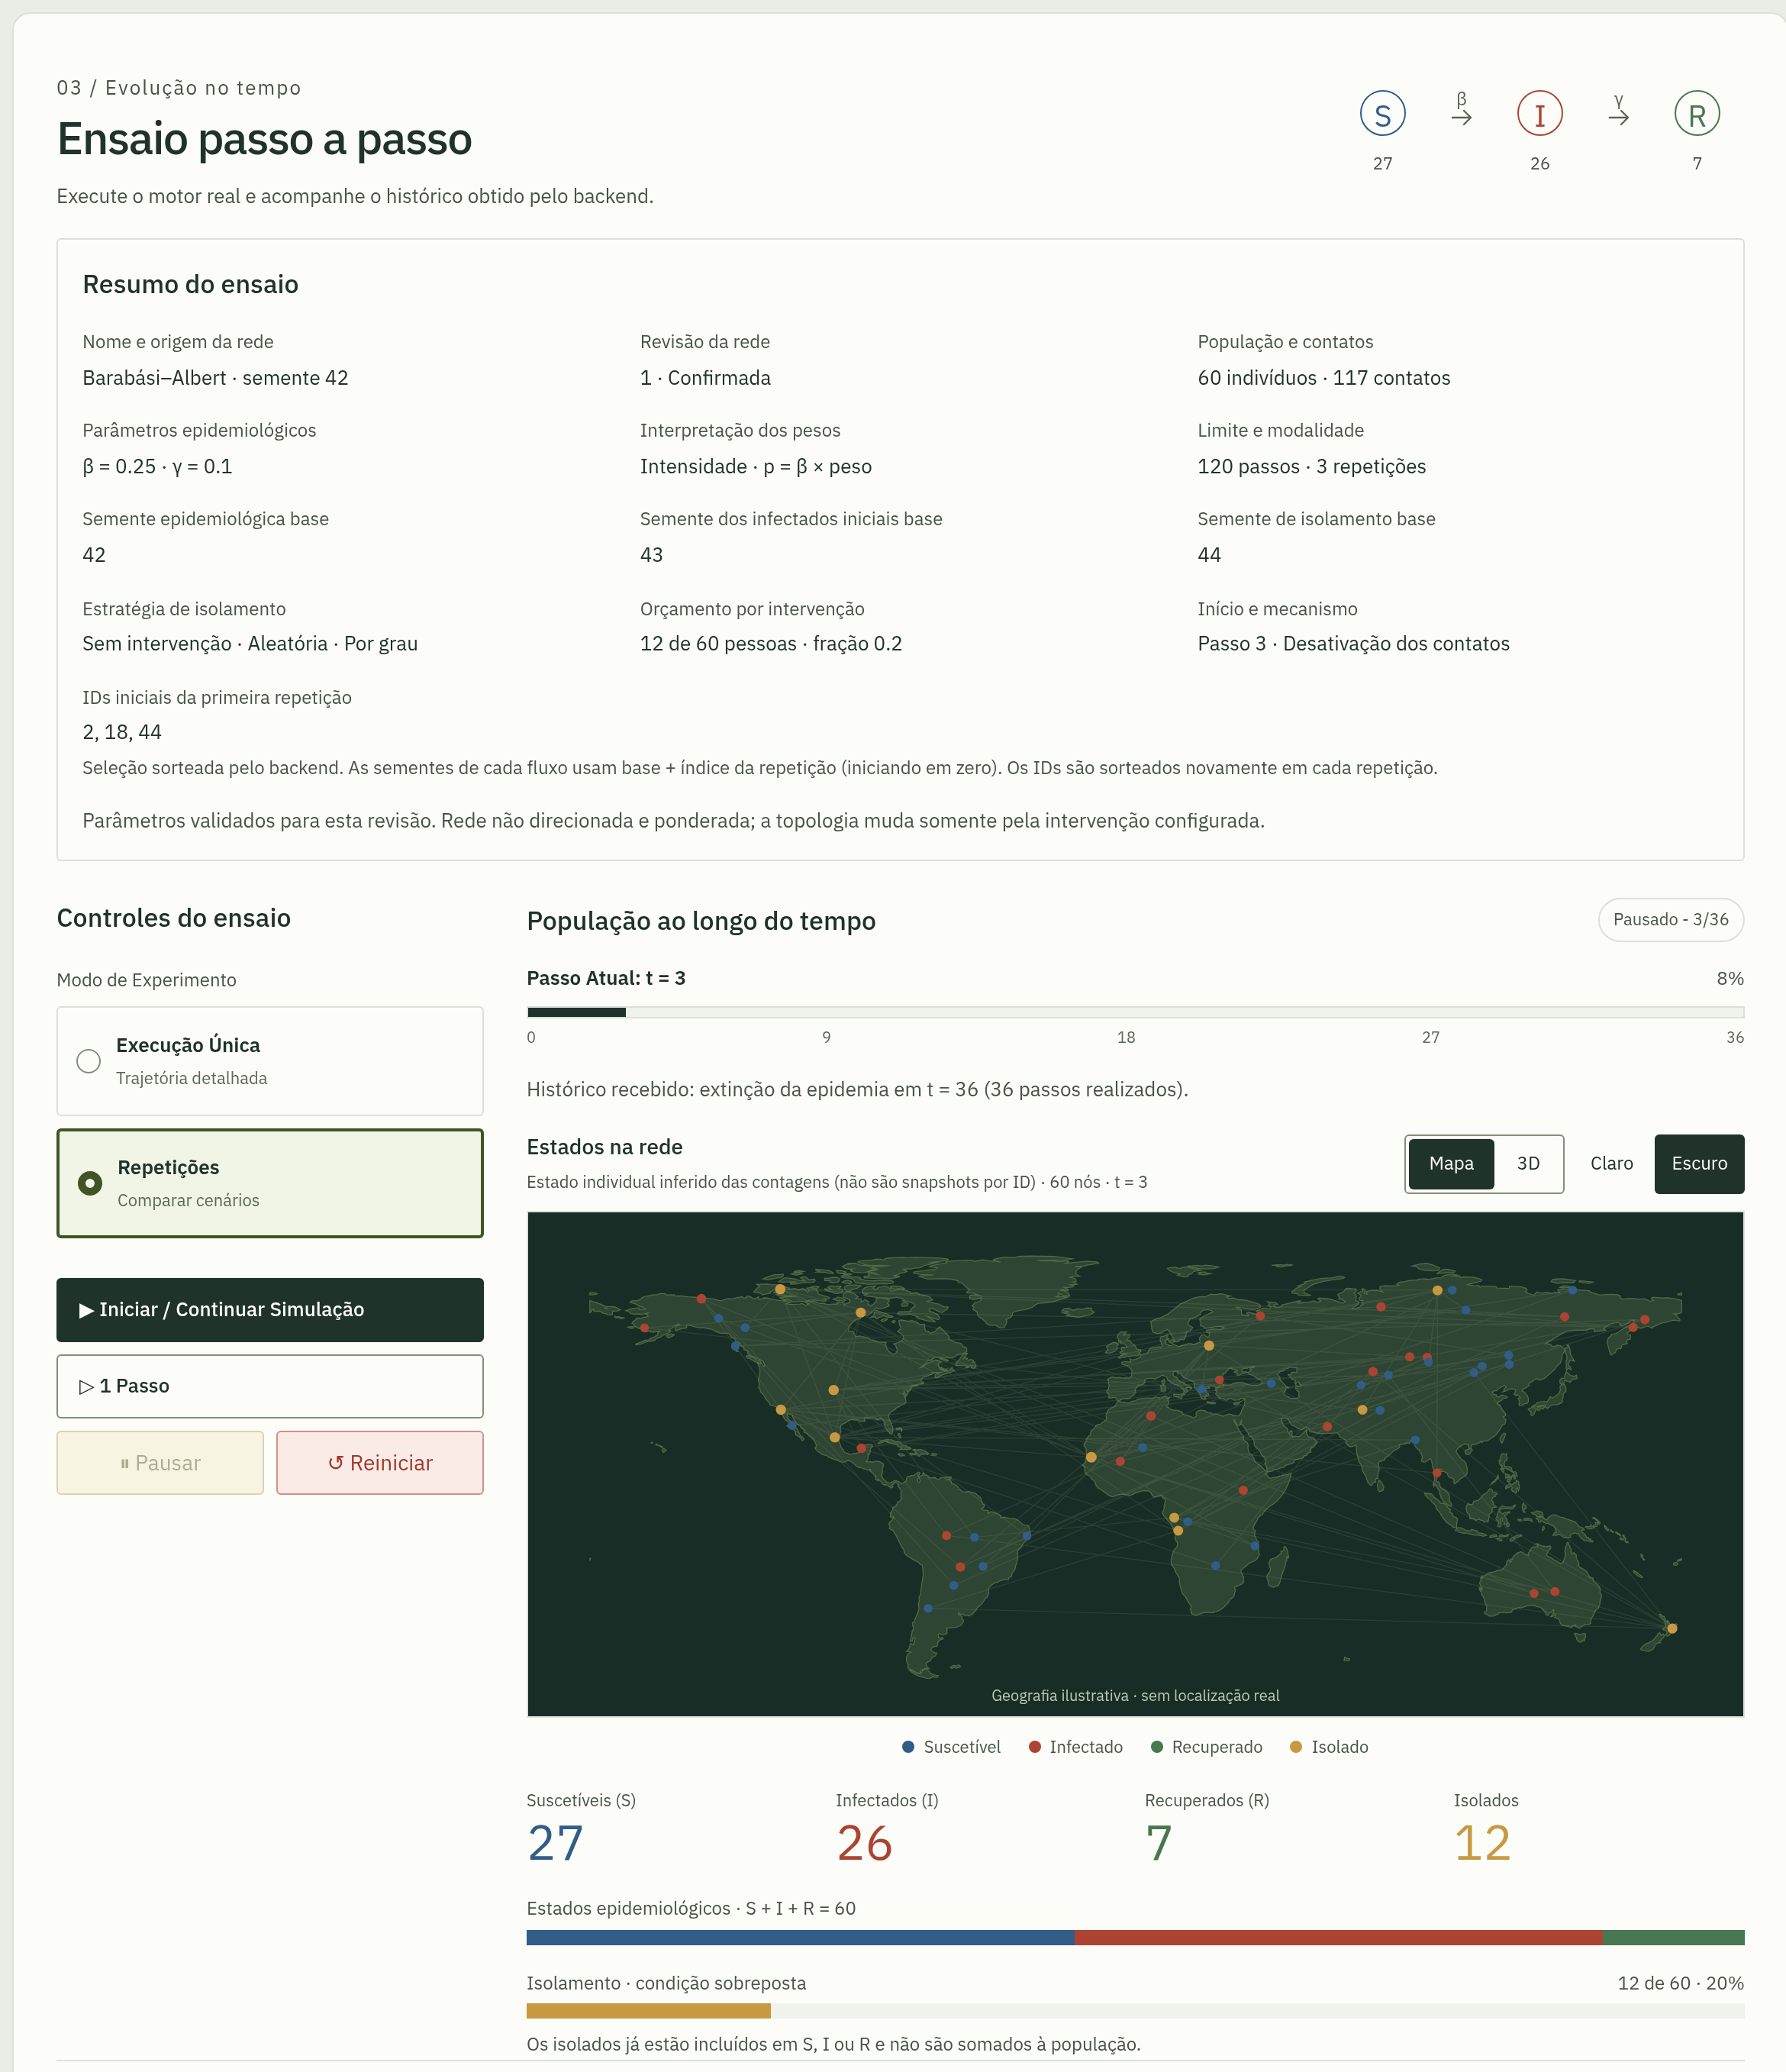 03 / Evolução no tempo
Ensaio passo a passo
Execute o motor real e acompanhe o histórico obtido pelo backend.
S β → I γ → R
27 26 7
Resumo do ensaio
Nome e origem da rede
Barabási–Albert · semente 42
Revisão da rede
1 · Confirmada
População e contatos
60 indivíduos · 117 contatos
Parâmetros epidemiológicos
β = 0.25 · γ = 0.1
Interpretação dos pesos
Intensidade · p = β × peso
Limite e modalidade
120 passos · 3 repetições
Semente epidemiológica base
42
Semente dos infectados iniciais base
43
Semente de isolamento base
44
Estratégia de isolamento
Sem intervenção · Aleatória · Por grau
Orçamento por intervenção
12 de 60 pessoas · fração 0.2
Início e mecanismo
Passo 3 · Desativação dos contatos
IDs iniciais da primeira repetição
2, 18, 44
Seleção sorteada pelo backend. As sementes de cada fluxo usam base + índice da repetição (iniciando em zero). Os IDs são sorteados novamente em cada repetição.
Parâmetros validados para esta revisão. Rede não direcionada e ponderada; a topologia muda somente pela intervenção configurada.
Controles do ensaio
Modo de Experimento
Execução Única
Trajetória detalhada
Repetições
Comparar cenários
▶ Iniciar / Continuar Simulação
▷ 1 Passo
⏸ Pausar
↺ Reiniciar
População ao longo do tempo
Pausado - 3/36
Passo Atual: t = 3
8%
0 9 18 27 36
Histórico recebido: extinção da epidemia em t = 36 (36 passos realizados).
Estados na rede
Estado individual inferido das contagens (não são snapshots por ID) · 60 nós · t = 3
Mapa 3D Claro Escuro
Geografia ilustrativa · sem localização real
Suscetível Infectado Recuperado Isolado
Suscetíveis (S)
27
Infectados (I)
26
Recuperados (R)
7
Isolados
12
Estados epidemiológicos · S + I + R = 60
Isolamento · condição sobreposta
12 de 60 · 20%
Os isolados já estão incluídos em S, I ou R e não são somados à população.